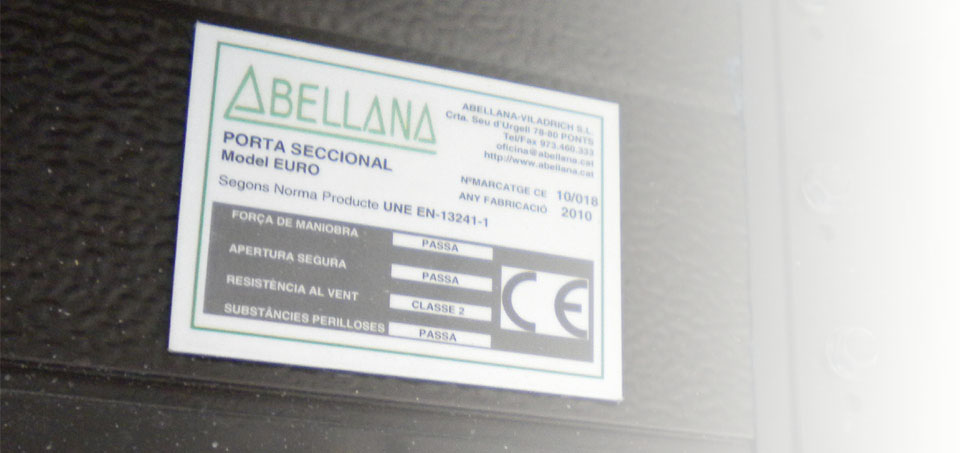 ABELLANA
ABELLANA-VILADRICH S.L.
Crta. Seu d'Urgell 78-80 PONTS
Tel/Fax 973.460.333
oficina@abellana.cat
http://www.abellana.cat
PORTA SECCIONAL
Model EURO
NºMARCATGE CE 10/018
ANY FABRICACIÓ 2010
Segons Norma Producte UNE EN-13241-1
FORÇA DE MANIOBRA PASSA
APERTURA SEGURA PASSA
RESISTÈNCIA AL VENT CLASSE 2
SUBSTÀNCIES PERILLOSES PASSA
CE